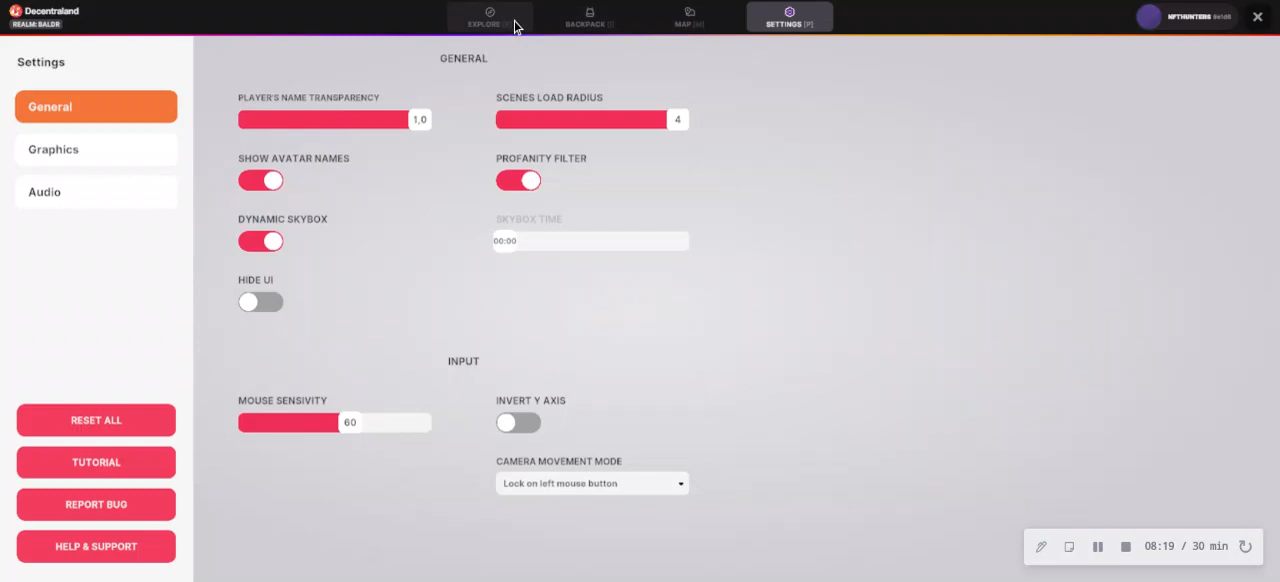 Decentraland
REALM: BALDR
EXPLORE
BACKPACK [I]
MAP [M]
SETTINGS [P]
NFTHUNTERS #e1d6
Settings
General
Graphics
Audio
GENERAL
PLAYER'S NAME TRANSPARENCY
1,0
SCENES LOAD RADIUS
4
SHOW AVATAR NAMES
PROFANITY FILTER
DYNAMIC SKYBOX
SKYBOX TIME
00:00
HIDE UI
INPUT
MOUSE SENSIVITY
60
INVERT Y AXIS
CAMERA MOVEMENT MODE
Lock on left mouse button
RESET ALL
TUTORIAL
REPORT BUG
HELP & SUPPORT
08:19 / 30 min